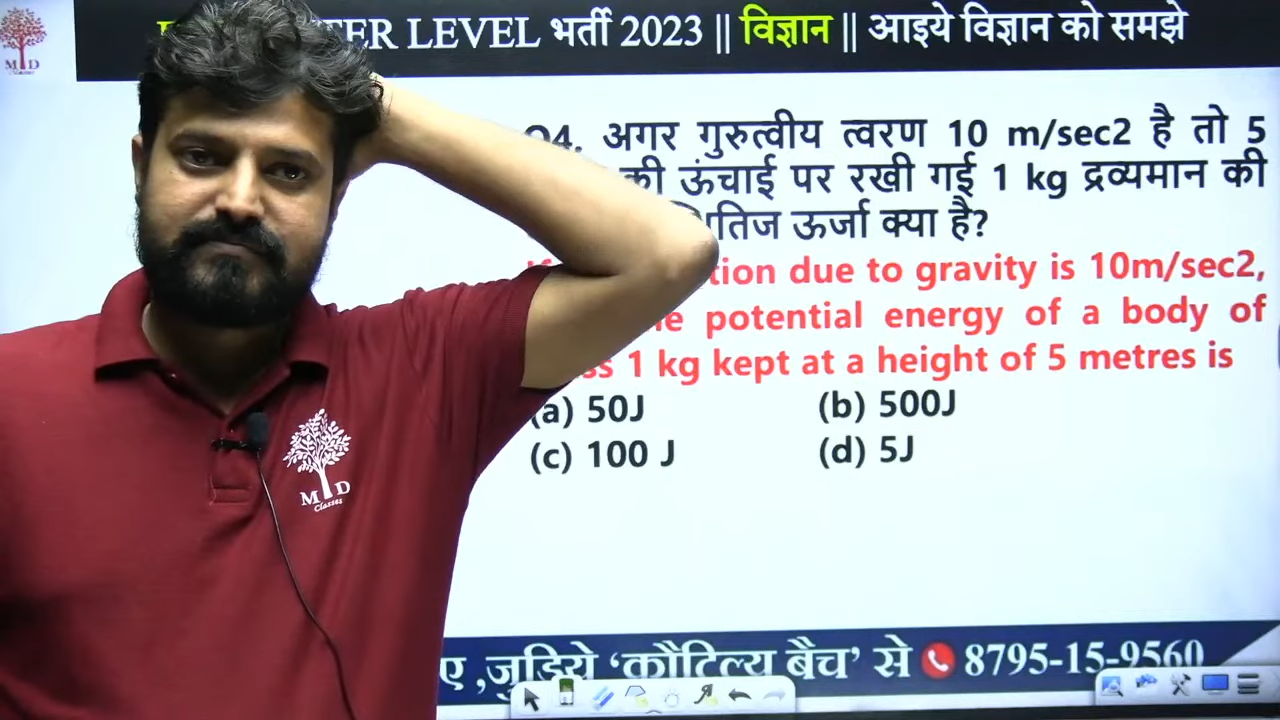 ER LEVEL भर्ती 2023 || विज्ञान || आइये विज्ञान को समझे
M D
Q4. अगर गुरुत्वीय त्वरण 10 m/sec2 है तो 5
की ऊंचाई पर रखी गई 1 kg द्रव्यमान की
तिज ऊर्जा क्या है?
tion due to gravity is 10m/sec2,
potential energy of a body of
1 kg kept at a height of 5 metres is
(a) 50J (b) 500J
(c) 100 J (d) 5J
M D
Classes
ए ,जुड़िये ‘कौटिल्य बैच’ से 8795-15-9560